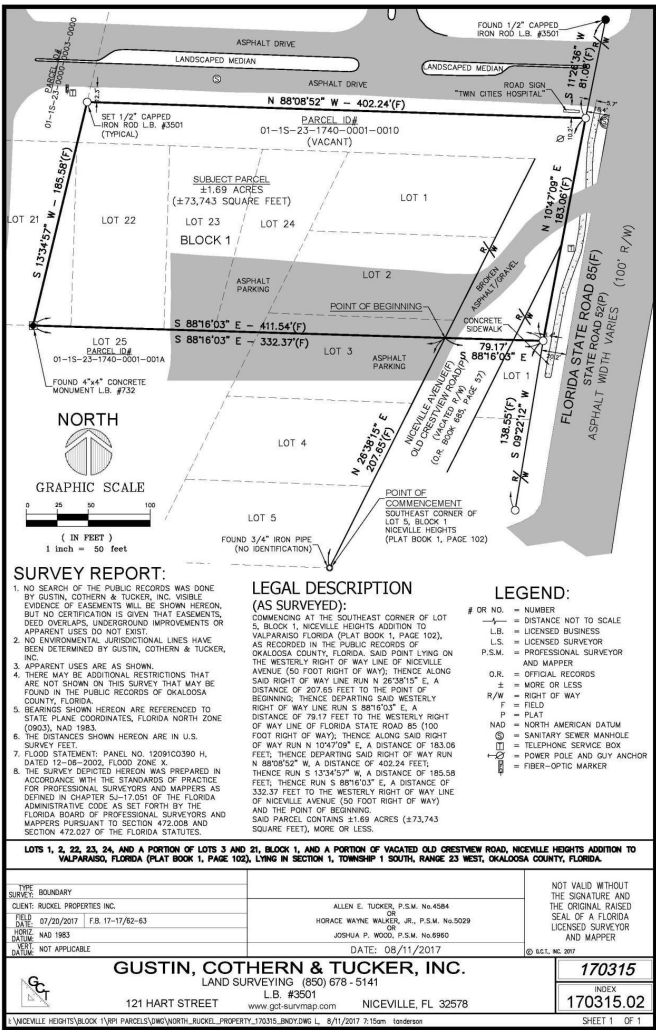 FOUND 1/2" CAPPED
IRON ROD L.B. #3501
S 11°26'36" W
81.08'(F)
R/W
ASPHALT DRIVE
LANDSCAPED MEDIAN
LANDSCAPED MEDIAN
PARCEL ID#
01-1S-23-0000-0003-0000
ASPHALT DRIVE
ROAD SIGN
"TWIN CITIES HOSPITAL"
N 88°08'52" W - 402.24'(F)
SET 1/2" CAPPED
IRON ROD L.B. #3501
(TYPICAL)
PARCEL ID#
01-1S-23-1740-0001-0010
(VACANT)
10.2'
5.7'
S 13°34'57" W - 185.58'(F)
SUBJECT PARCEL
±1.69 ACRES
(±73,743 SQUARE FEET)
LOT 1
N 10°47'09" E
183.06'(F)
LOT 21
LOT 22
LOT 23
LOT 24
BLOCK 1
R/W
LOT 2
BROKEN
ASPHALT/GRAVEL
ASPHALT
PARKING
POINT OF BEGINNING
R/W
CONCRETE
SIDEWALK
S 88°16'03" E - 411.54'(F)
S 88°16'03" E - 332.37'(F)
79.17'
S 88°16'03" E
LOT 25
PARCEL ID#
01-1S-23-1740-0001-001A
LOT 3
ASPHALT
PARKING
LOT 1
FLORIDA STATE ROAD 85(F)
STATE ROAD 52(P)
ASPHALT WIDTH VARIES (100' R/W)
FOUND 4"x4" CONCRETE
MONUMENT L.B. #732
NICEVILLE AVENUE(F)
OLD CRESTVIEW ROAD(P)
(VACATED R/W)
(O.R. BOOK 685, PAGE 57)
138.55'(F)
S 09°22'12" W
R/W
NORTH
N 26°38'15" E
207.65'(F)
LOT 4
GRAPHIC SCALE
0 25 50 100
( IN FEET )
1 inch = 50 feet
LOT 5
POINT OF
COMMENCEMENT
SOUTHEAST CORNER OF
LOT 5, BLOCK 1
NICEVILLE HEIGHTS
(PLAT BOOK 1, PAGE 102)
FOUND 3/4" IRON PIPE
(NO IDENTIFICATION)
SURVEY REPORT:
1. NO SEARCH OF THE PUBLIC RECORDS WAS DONE
BY GUSTIN, COTHERN & TUCKER, INC. VISIBLE
EVIDENCE OF EASEMENTS WILL BE SHOWN HEREON,
BUT NO CERTIFICATION IS GIVEN THAT EASEMENTS,
DEED OVERLAPS, UNDERGROUND IMPROVEMENTS OR
APPARENT USES DO NOT EXIST.
2. NO ENVIRONMENTAL JURISDICTIONAL LINES HAVE
BEEN DETERMINED BY GUSTIN, COTHERN & TUCKER,
INC.
3. APPARENT USES ARE AS SHOWN.
4. THERE MAY BE ADDITIONAL RESTRICTIONS THAT
ARE NOT SHOWN ON THIS SURVEY THAT MAY BE
FOUND IN THE PUBLIC RECORDS OF OKALOOSA
COUNTY, FLORIDA.
5. BEARINGS SHOWN HEREON ARE REFERENCED TO
STATE PLANE COORDINATES, FLORIDA NORTH ZONE
(0903), NAD 1983.
6. THE DISTANCES SHOWN HEREON ARE IN U.S.
SURVEY FEET.
7. FLOOD STATEMENT: PANEL NO. 12091C0390 H,
DATED 12-06-2002, FLOOD ZONE X.
8. THE SURVEY DEPICTED HEREON WAS PREPARED IN
ACCORDANCE WITH THE STANDARDS OF PRACTICE
FOR PROFESSIONAL SURVEYORS AND MAPPERS AS
DEFINED IN CHAPTER 5J-17.051 OF THE FLORIDA
ADMINISTRATIVE CODE AS SET FORTH BY THE
FLORIDA BOARD OF PROFESSIONAL SURVEYORS AND
MAPPERS PURSUANT TO SECTION 472.008 AND
SECTION 472.027 OF THE FLORIDA STATUTES.
LEGAL DESCRIPTION
(AS SURVEYED):
COMMENCING AT THE SOUTHEAST CORNER OF LOT
5, BLOCK 1, NICEVILLE HEIGHTS ADDITION TO
VALPARAISO FLORIDA (PLAT BOOK 1, PAGE 102),
AS RECORDED IN THE PUBLIC RECORDS OF
OKALOOSA COUNTY, FLORIDA. SAID POINT LYING ON
THE WESTERLY RIGHT OF WAY LINE OF NICEVILLE
AVENUE (50 FOOT RIGHT OF WAY); THENCE ALONG
SAID RIGHT OF WAY LINE RUN N 26°38'15" E, A
DISTANCE OF 207.65 FEET TO THE POINT OF
BEGINNING; THENCE DEPARTING SAID WESTERLY
RIGHT OF WAY LINE RUN S 88°16'03" E, A
DISTANCE OF 79.17 FEET TO THE WESTERLY RIGHT
OF WAY LINE OF FLORIDA STATE ROAD 85 (100
FOOT RIGHT OF WAY); THENCE ALONG SAID RIGHT
OF WAY RUN N 10°47'09" E, A DISTANCE OF 183.06
FEET; THENCE DEPARTING SAID RIGHT OF WAY RUN
N 88°08'52" W, A DISTANCE OF 402.24 FEET;
THENCE RUN S 13°34'57" W, A DISTANCE OF 185.58
FEET; THENCE RUN S 88°16'03" E, A DISTANCE OF
332.37 FEET TO THE WESTERLY RIGHT OF WAY LINE
OF NICEVILLE AVENUE (50 FOOT RIGHT OF WAY)
AND THE POINT OF BEGINNING.
SAID PARCEL CONTAINS ±1.69 ACRES (±73,743
SQUARE FEET), MORE OR LESS.
LEGEND:
# OR NO. = NUMBER
= DISTANCE NOT TO SCALE
L.B. = LICENSED BUSINESS
L.S. = LICENSED SURVEYOR
P.S.M. = PROFESSIONAL SURVEYOR
AND MAPPER
O.R. = OFFICIAL RECORDS
± = MORE OR LESS
R/W = RIGHT OF WAY
F = FIELD
P = PLAT
NAD = NORTH AMERICAN DATUM
Ⓢ = SANITARY SEWER MANHOLE
T = TELEPHONE SERVICE BOX
= POWER POLE AND GUY ANCHOR
= FIBER-OPTIC MARKER
LOTS 1, 2, 22, 23, 24, AND A PORTION OF LOTS 3 AND 21, BLOCK 1, AND A PORTION OF VACATED OLD CRESTVIEW ROAD, NICEVILLE HEIGHTS ADDITION TO
VALPARAISO, FLORIDA (PLAT BOOK 1, PAGE 102), LYING IN SECTION 1, TOWNSHIP 1 SOUTH, RANGE 23 WEST, OKALOOSA COUNTY, FLORIDA.
TYPE SURVEY: BOUNDARY
CLIENT: RUCKEL PROPERTIES INC.
FIELD DATE: 07/20/2017 F.B. 17-17/62-63
HORIZ. DATUM: NAD 1983
VERT. DATUM: NOT APPLICABLE
ALLEN E. TUCKER, P.S.M. No.4584
OR
HORACE WAYNE WALKER, JR., P.S.M. No.5029
OR
JOSHUA P. WOOD, P.S.M. No.6960
DATE: 08/11/2017
NOT VALID WITHOUT
THE SIGNATURE AND
THE ORIGINAL RAISED
SEAL OF A FLORIDA
LICENSED SURVEYOR
AND MAPPER
© G.C.T., INC. 2017
GCT
GUSTIN, COTHERN & TUCKER, INC.
LAND SURVEYING (850) 678 - 5141
L.B. #3501
121 HART STREET www.gct-survmap.com NICEVILLE, FL 32578
170315
INDEX
170315.02
L:\NICEVILLE HEIGHTS\BLOCK 1\RPI PARCELS\DWG\NORTH_RUCKEL_PROPERTY_170315_BNDY.DWG L 8/11/2017 7:15am tanderson
SHEET 1 OF 1